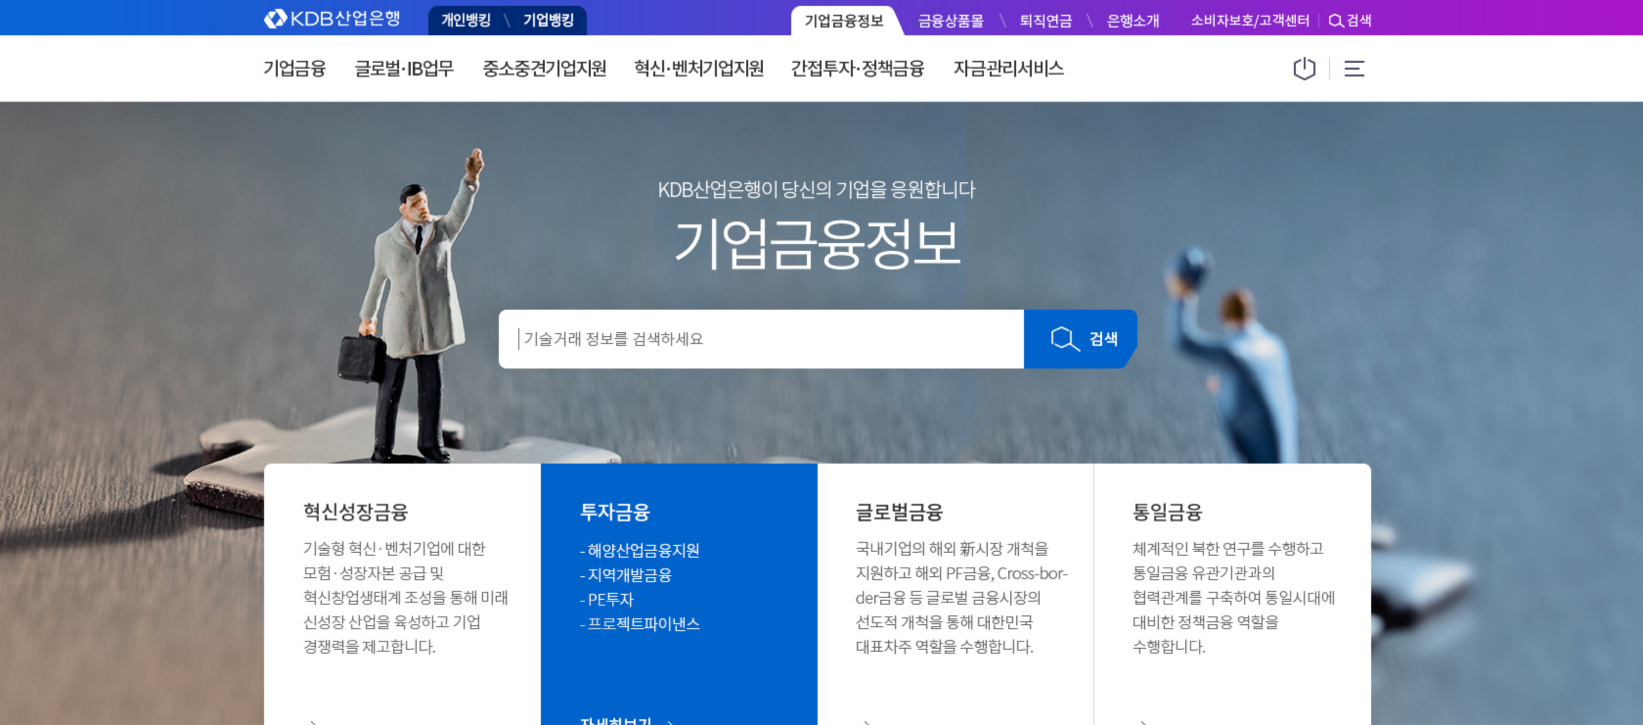 KDB산업은행 개인뱅킹 기업뱅킹 기업금융정보 금융상품몰 퇴직연금 은행소개 소비자보호/고객센터 검색
기업금융 글로벌·IB업무 중소중견기업지원 혁신·벤처기업지원 간접투자·정책금융 자금관리서비스
KDB산업은행이 당신의 기업을 응원합니다
기업금융정보
기술거래 정보를 검색하세요 검색
혁신성장금융
기술형 혁신·벤처기업에 대한
모험·성장자본 공급 및
혁신창업생태계 조성을 통해 미래
신성장 산업을 육성하고 기업
경쟁력을 제고합니다.
투자금융
- 해양산업금융지원
- 지역개발금융
- PE투자
- 프로젝트파이낸스
자세히보기
글로벌금융
국내기업의 해외 新시장 개척을
지원하고 해외 PF금융, Cross-bor-
der금융 등 글로벌 금융시장의
선도적 개척을 통해 대한민국
대표차주 역할을 수행합니다.
통일금융
체계적인 북한 연구를 수행하고
통일금융 유관기관과의
협력관계를 구축하여 통일시대에
대비한 정책금융 역할을
수행합니다.